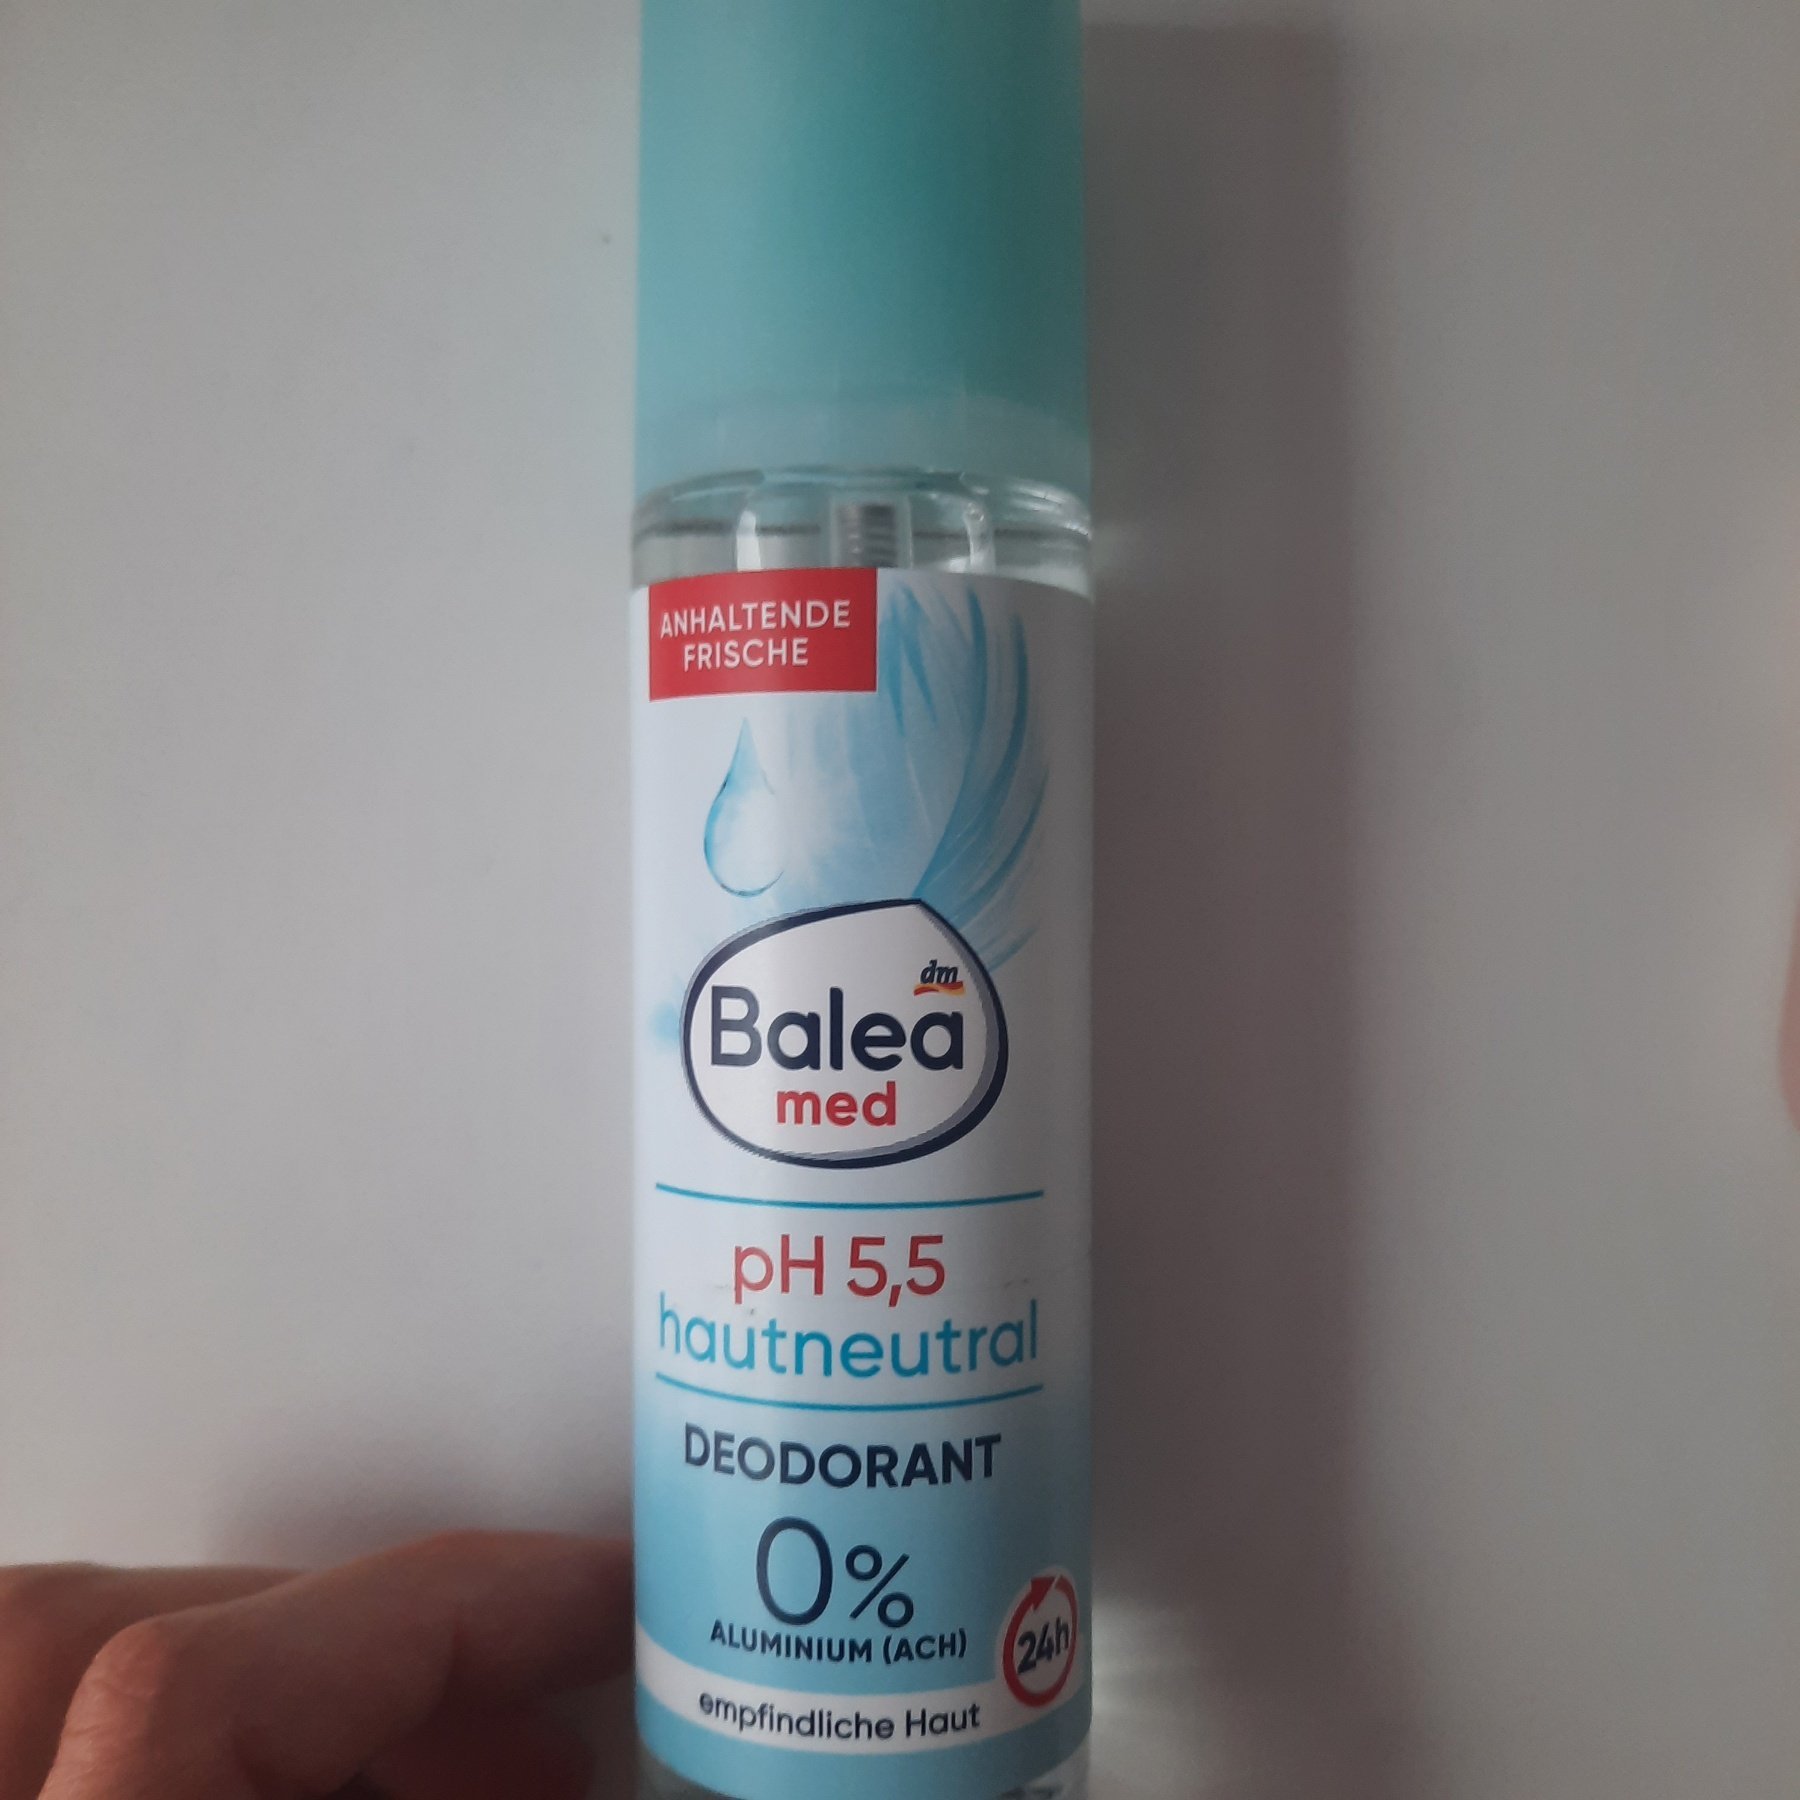 ANHALTENDE
FRISCHE
dm
Balea
med
pH 5,5
hautneutral
DEODORANT
0%
ALUMINIUM (ACH)
24h
empfindliche Haut